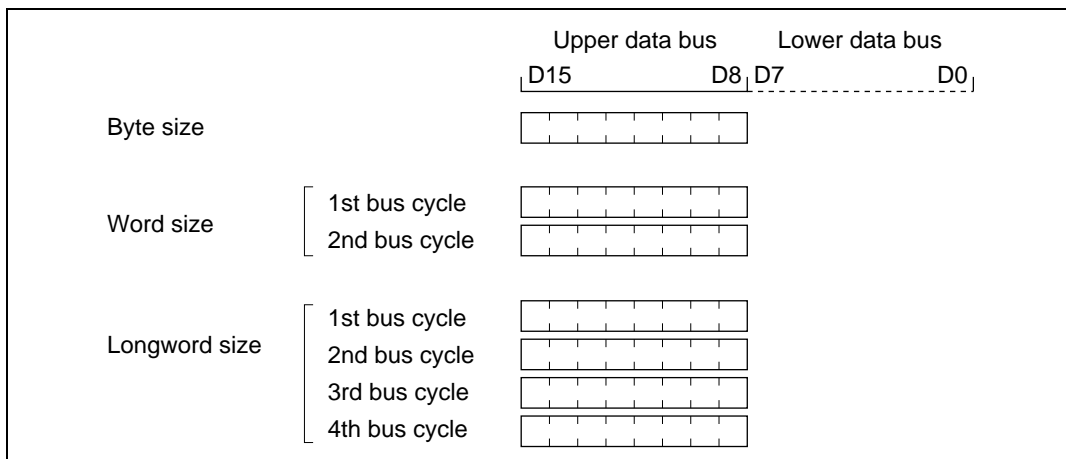 Upper data bus Lower data bus
D15 D8 D7 D0
Byte size
Word size
1st bus cycle
2nd bus cycle
Longword size
1st bus cycle
2nd bus cycle
3rd bus cycle
4th bus cycle